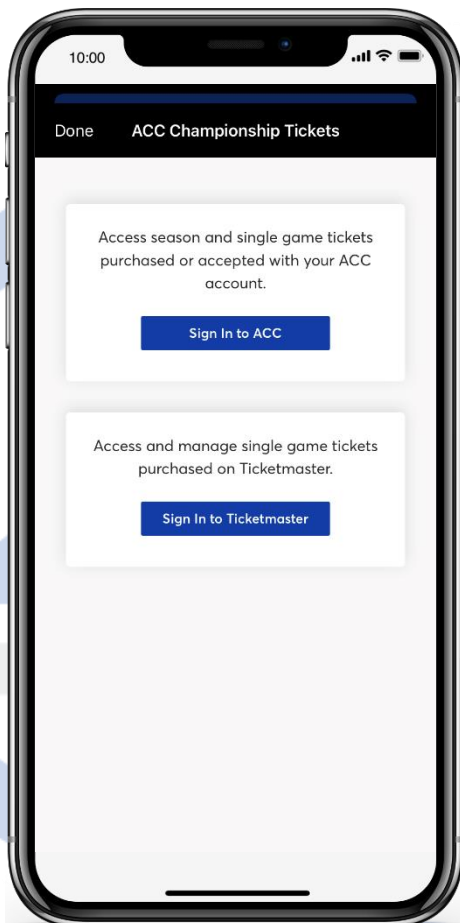 10:00
Done ACC Championship Tickets
Access season and single game tickets
purchased or accepted with your ACC
account.
Sign In to ACC
Access and manage single game tickets
purchased on Ticketmaster.
Sign In to Ticketmaster